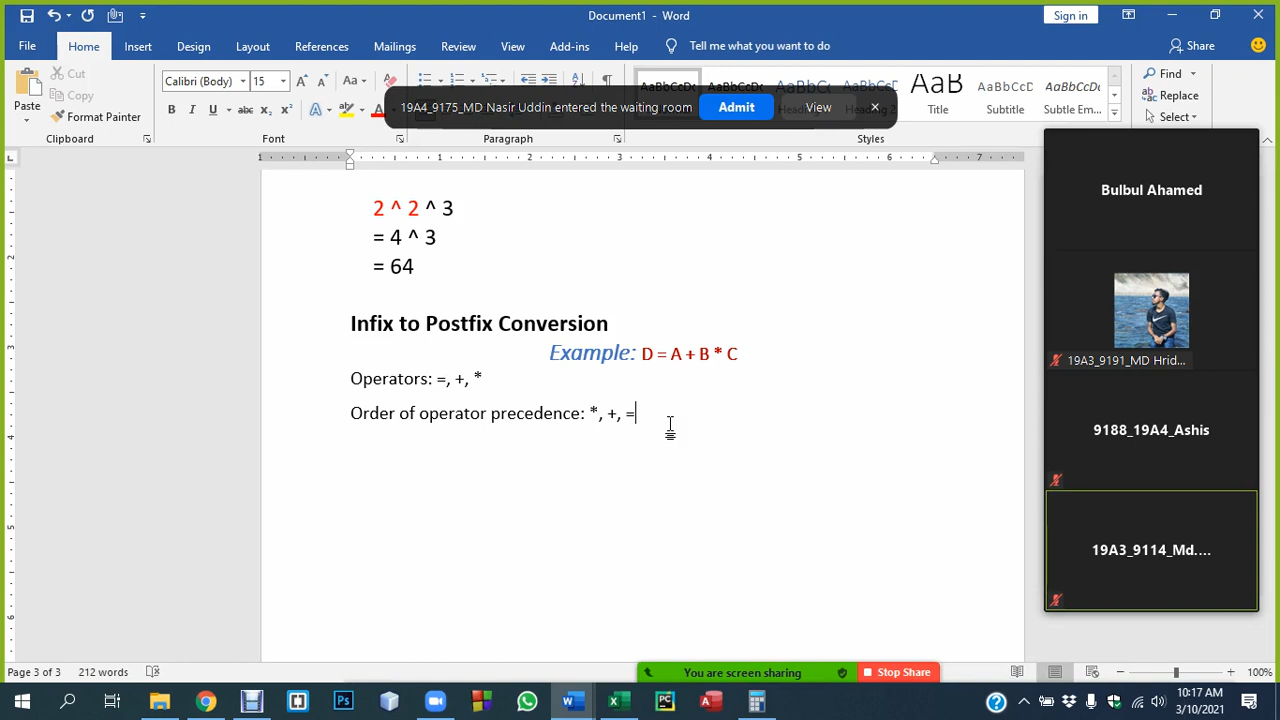 Document1 - Word
Sign in
File Home Insert Design Layout References Mailings Review View Add-ins Help Tell me what you want to do Share
Paste
Cut
Copy
Format Painter
Calibri (Body) 15
Clipboard
Paragraph
AaBbCcDc AaB
Title Subtitle Subtle Em...
Styles
Find
Replace
Select
19A4_9175_MD Nasir Uddin entered the waiting room Admit View
2 ^ 2 ^ 3
= 4 ^ 3
= 64
Infix to Postfix Conversion
Example: D = A + B * C
Operators: =, +, *
Order of operator precedence: *, +, =
Bulbul Ahamed
19A3_9191_MD Hrid...
9188_19A4_Ashis
19A3_9114_Md....
Page 3 of 3 212 words
You are screen sharing Stop Share
100%
10:17 AM
3/10/2021